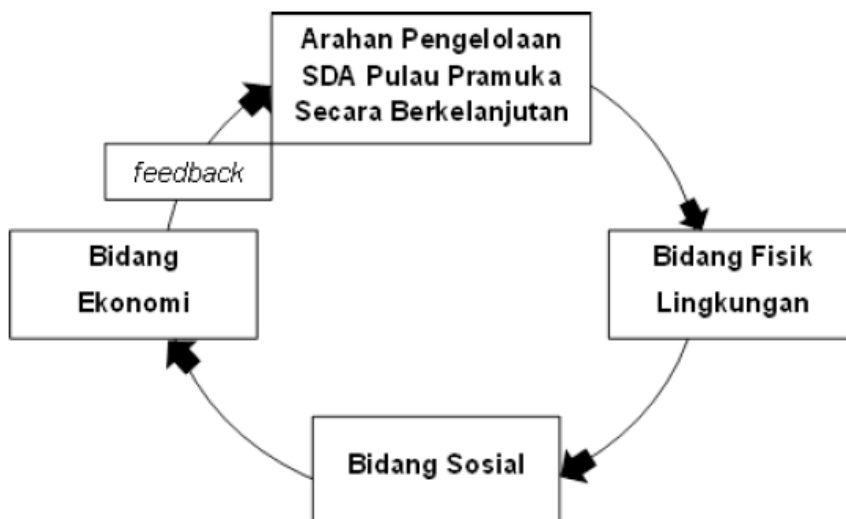 Arahan Pengelolaan
SDA Pulau Pramuka
Secara Berkelanjutan
feedback
Bidang
Ekonomi
Bidang Fisik
Lingkungan
Bidang Sosial